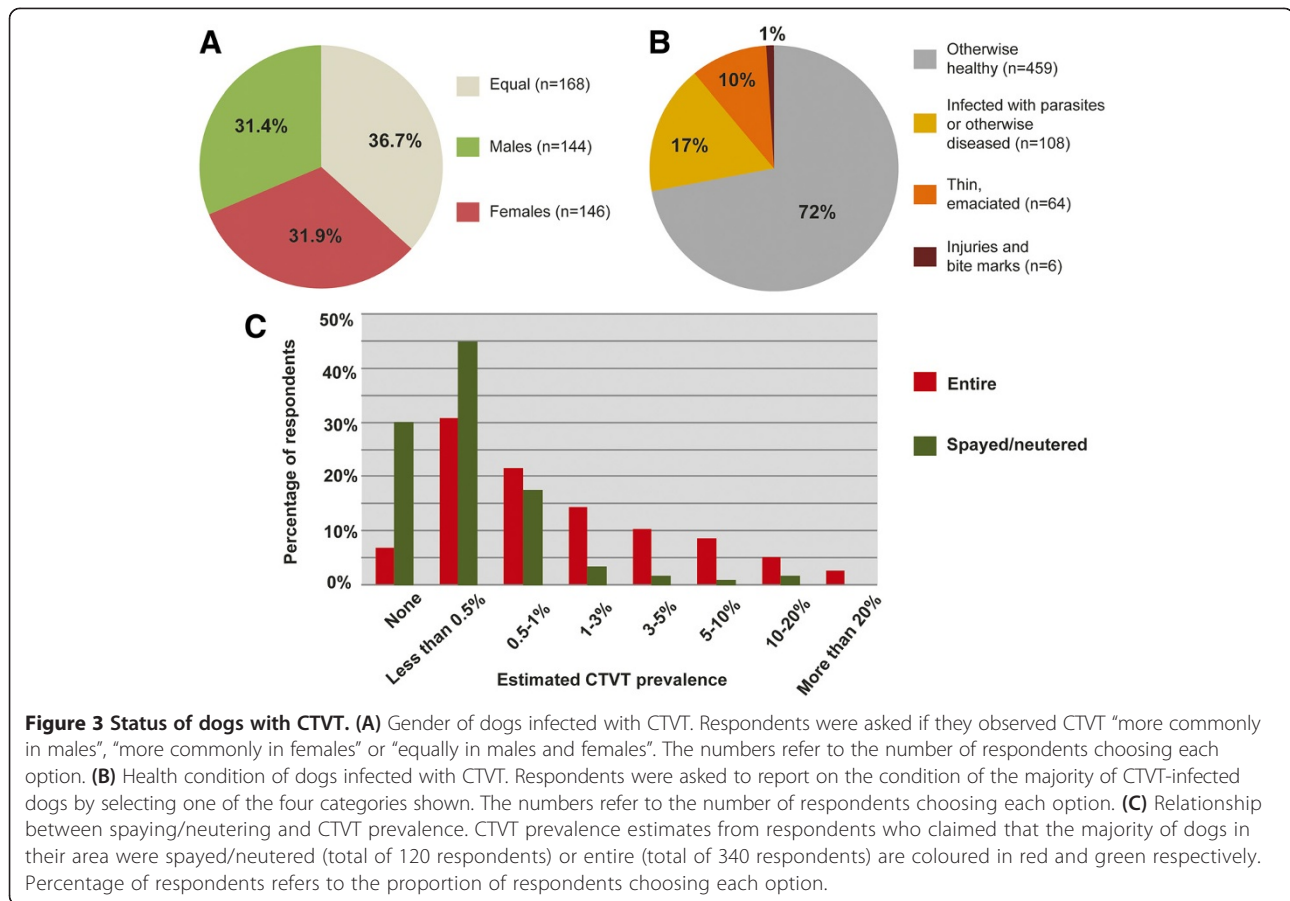 A
31.4%
36.7%
31.9%
Equal (n=168)
Males (n=144)
Females (n=146)
B
1%
10%
17%
72%
Otherwise
healthy (n=459)
Infected with parasites
or otherwise
diseased (n=108)
Thin,
emaciated (n=64)
Injuries and
bite marks (n=6)
C
Percentage of respondents
50%
40%
30%
20%
10%
0%
None
Less than 0.5%
0.5-1%
1-3%
3-5%
5-10%
10-20%
More than 20%
Estimated CTVT prevalence
Entire
Spayed/neutered
Figure 3 Status of dogs with CTVT. (A) Gender of dogs infected with CTVT. Respondents were asked if they observed CTVT “more commonly
in males”, “more commonly in females” or “equally in males and females”. The numbers refer to the number of respondents choosing each
option. (B) Health condition of dogs infected with CTVT. Respondents were asked to report on the condition of the majority of CTVT-infected
dogs by selecting one of the four categories shown. The numbers refer to the number of respondents choosing each option. (C) Relationship
between spaying/neutering and CTVT prevalence. CTVT prevalence estimates from respondents who claimed that the majority of dogs in
their area were spayed/neutered (total of 120 respondents) or entire (total of 340 respondents) are coloured in red and green respectively.
Percentage of respondents refers to the proportion of respondents choosing each option.